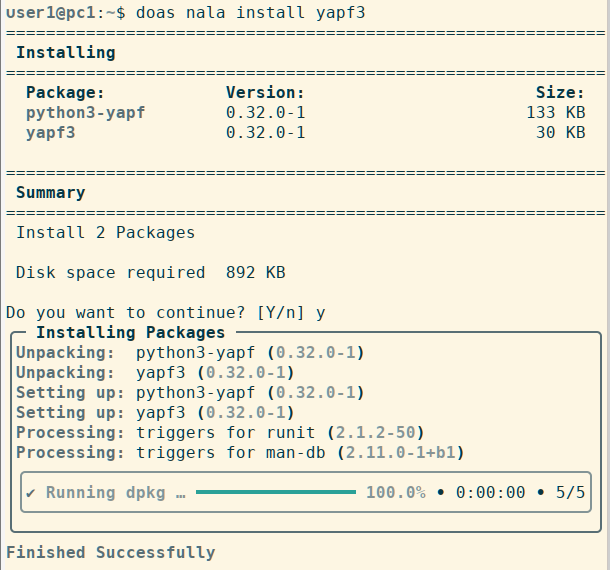 user1@pc1:~$ doas nala install yapf3
============================================================
Installing
============================================================
Package: Version: Size:
python3-yapf 0.32.0-1 133 KB
yapf3 0.32.0-1 30 KB
============================================================
Summary
============================================================
Install 2 Packages
Disk space required 892 KB
Do you want to continue? [Y/n] y
Installing Packages
Unpacking: python3-yapf (0.32.0-1)
Unpacking: yapf3 (0.32.0-1)
Setting up: python3-yapf (0.32.0-1)
Setting up: yapf3 (0.32.0-1)
Processing: triggers for runit (2.1.2-50)
Processing: triggers for man-db (2.11.0-1+b1)
✔ Running dpkg … 100.0% • 0:00:00 • 5/5
Finished Successfully